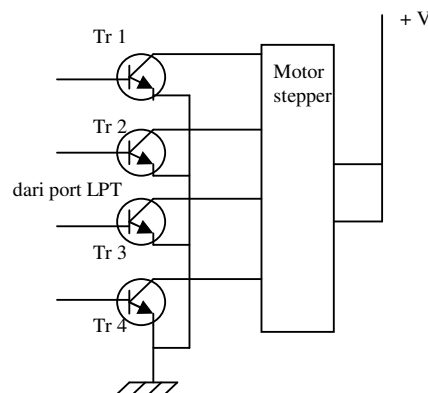 Tr 1
+ V
Motor
stepper
Tr 2
dari port LPT
Tr 3
Tr 4